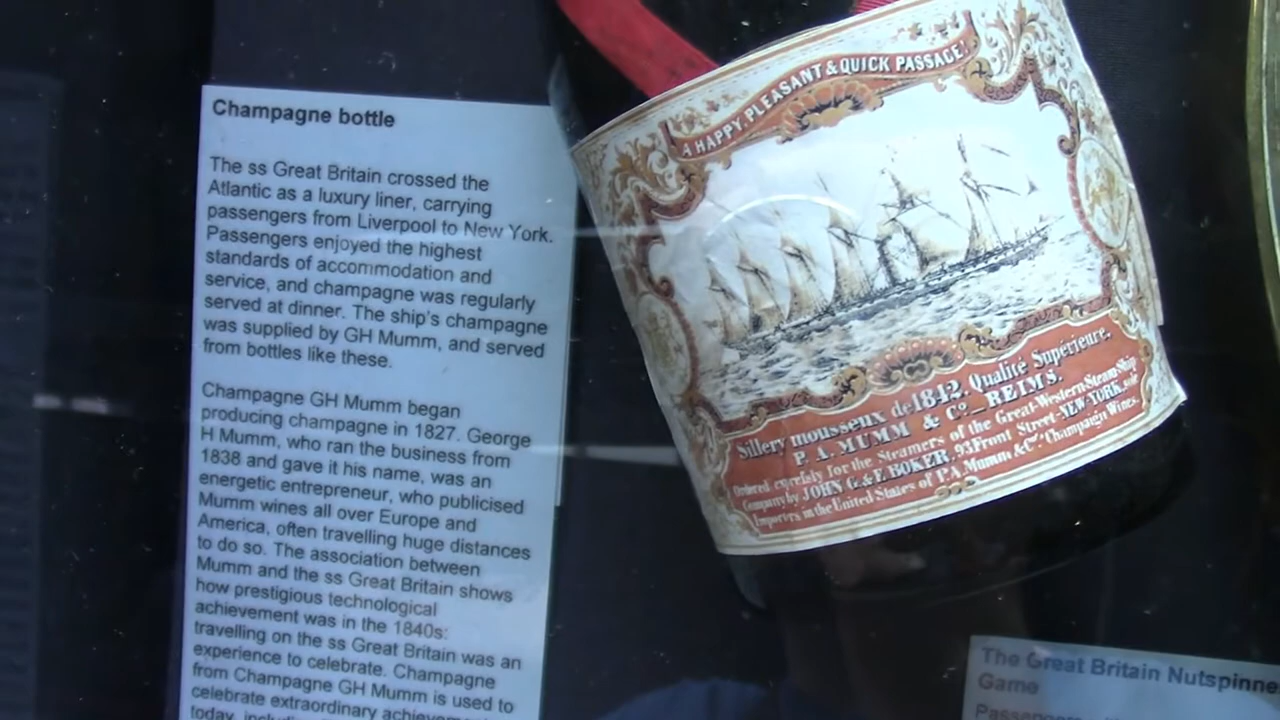 Champagne bottle
The ss Great Britain crossed the
Atlantic as a luxury liner, carrying
passengers from Liverpool to New York.
Passengers enjoyed the highest
standards of accommodation and
service, and champagne was regularly
served at dinner. The ship's champagne
was supplied by GH Mumm, and served
from bottles like these.
Champagne GH Mumm began
producing champagne in 1827. George
H Mumm, who ran the business from
1838 and gave it his name, was an
energetic entrepreneur, who publicised
Mumm wines all over Europe and
America, often travelling huge distances
to do so. The association between
Mumm and the ss Great Britain shows
how prestigious technological
achievement was in the 1840s:
travelling on the ss Great Britain was an
experience to celebrate. Champagne
from Champagne GH Mumm is used to
celebrate extraordinary
today,
A HAPPY PLEASANT & QUICK PASSAGE!
Sillery mousseux de 1842. Qualité Supérieure.
P. A. MUMM & Co. REIMS.
Ordered expressly for the Steamers of the Great-Western Steam Ship
Company by JOHN G. & F. BOKER, 93 Front Street-NEW-YORK, sole
Importers in the United States of P.A. Mumm & Co. Champaign Wines.
The Great Britain Nutspinne
Game
Passengers